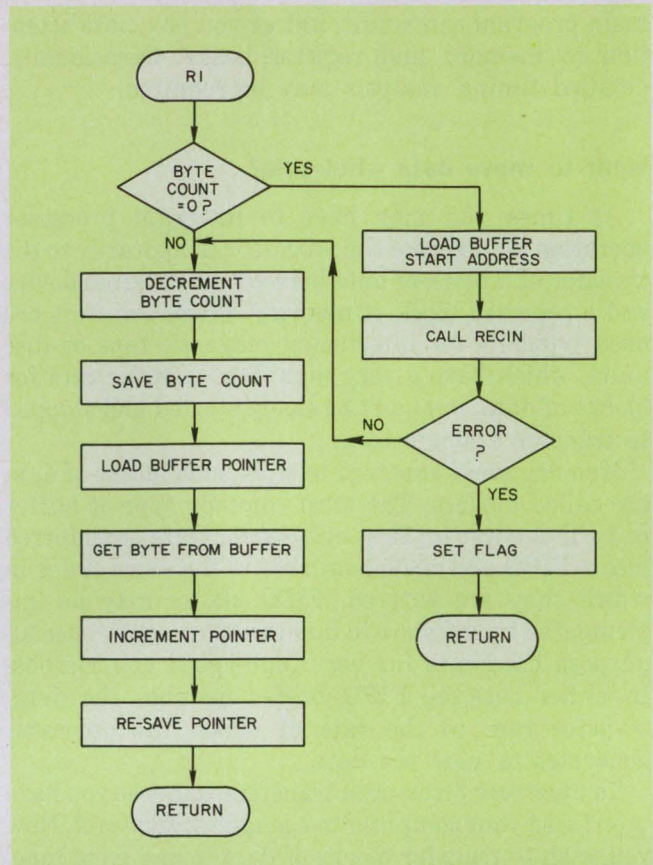 RI
BYTE
COUNT
=0?
YES
NO
DECREMENT
BYTE COUNT
SAVE BYTE COUNT
LOAD BUFFER POINTER
GET BYTE FROM BUFFER
INCREMENT POINTER
RE-SAVE POINTER
RETURN
LOAD BUFFER
START ADDRESS
CALL RECIN
ERROR
?
NO
YES
SET FLAG
RETURN